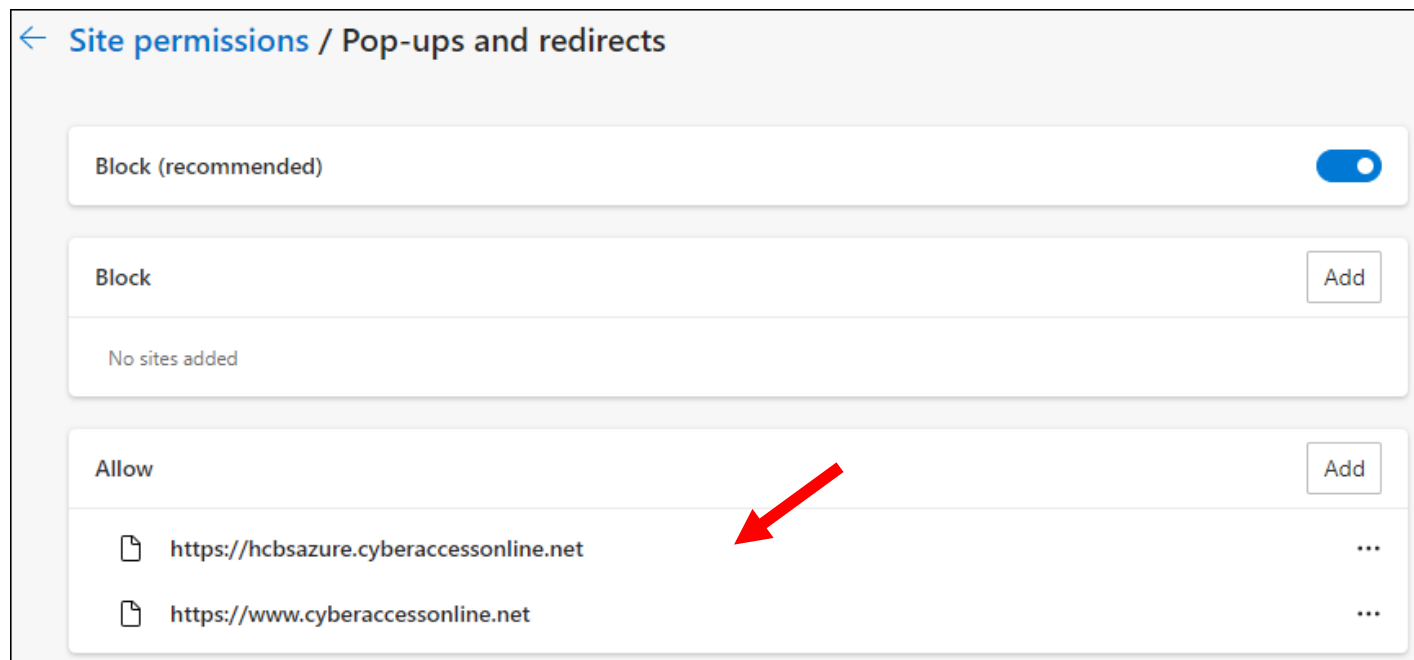 Site permissions / Pop-ups and redirects
Block (recommended)
Block
Add
No sites added
Allow
Add
https://hcbsazure.cyberaccessonline.net
https://www.cyberaccessonline.net